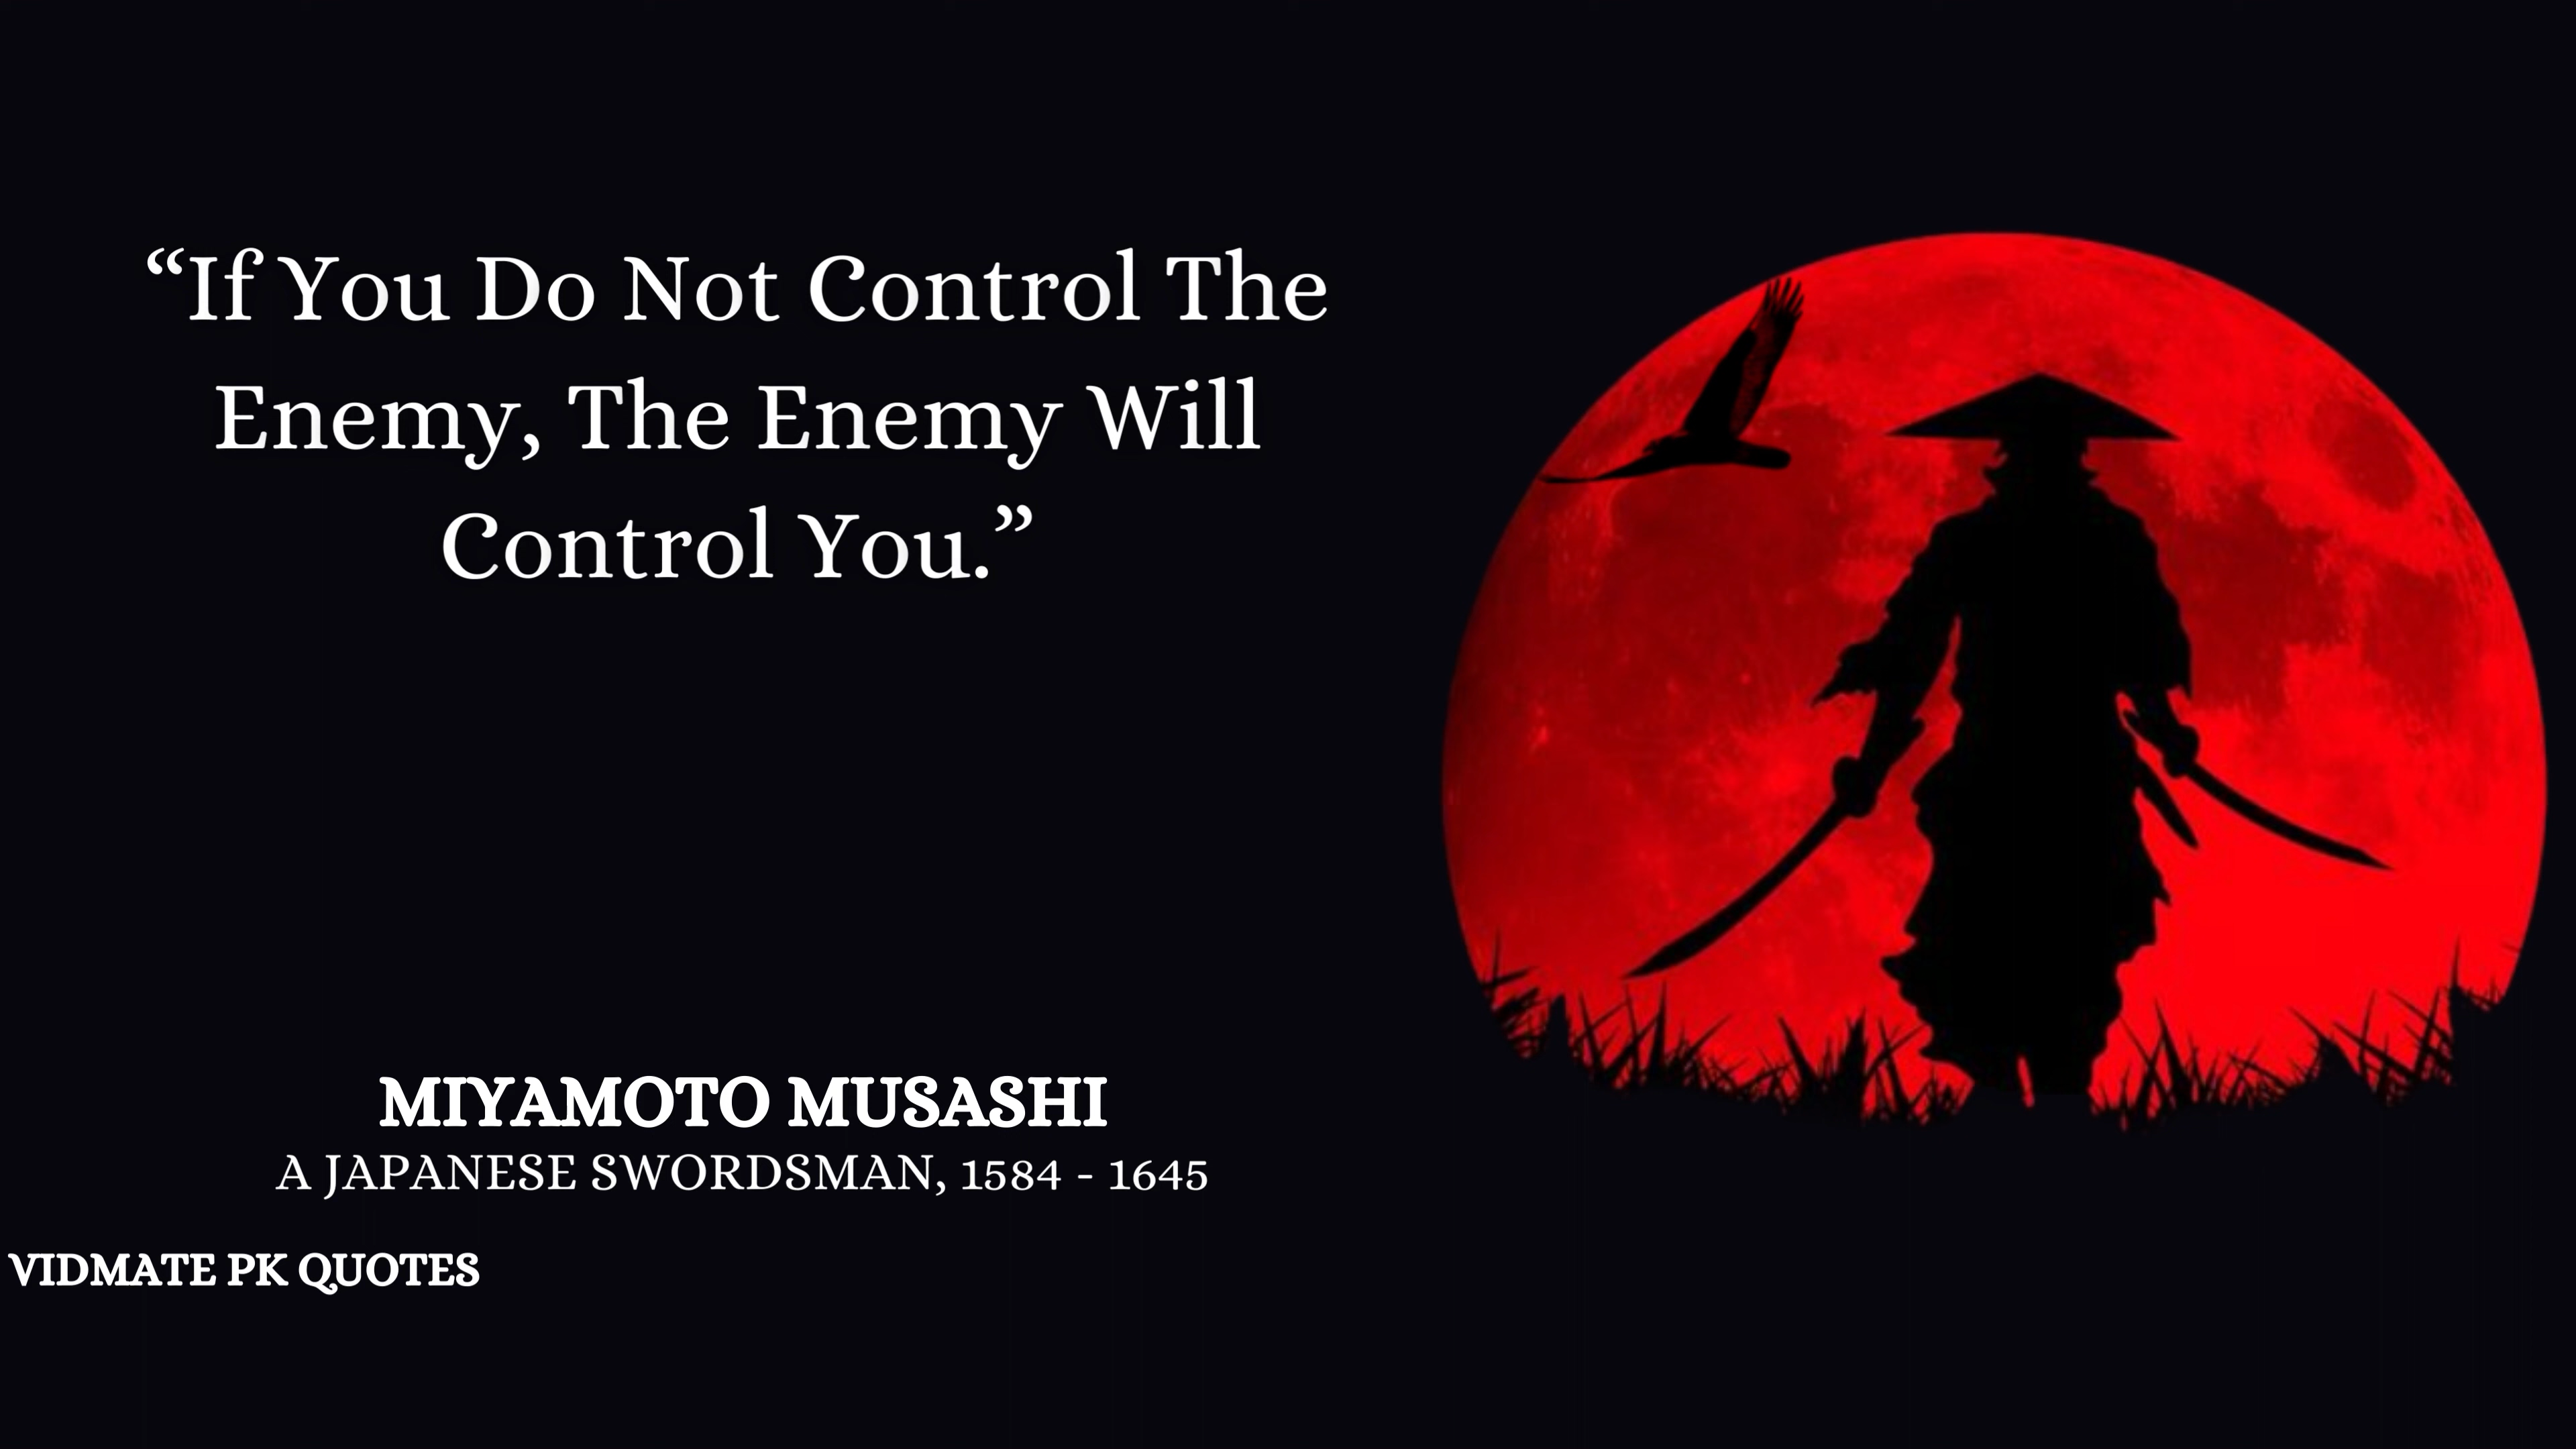 “If You Do Not Control The
Enemy, The Enemy Will
Control You.”
MIYAMOTO MUSASHI
A JAPANESE SWORDSMAN, 1584 - 1645
VIDMATE PK QUOTES